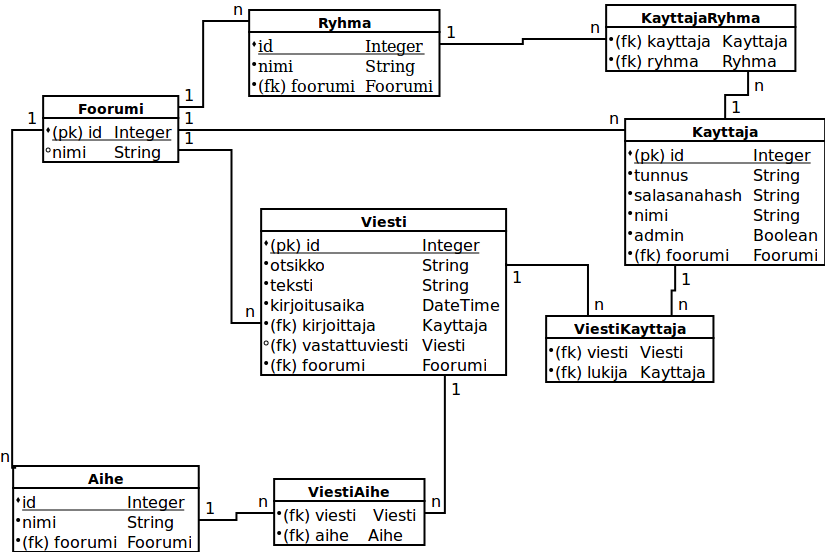 n
Ryhma
id Integer
nimi String
(fk) foorumi Foorumi
1
1
n
KayttajaRyhma
(fk) kayttaja Kayttaja
(fk) ryhma Ryhma
n
1
Foorumi
(pk) id Integer
nimi String
1
1
1
n
Kayttaja
(pk) id Integer
tunnus String
salasanahash String
nimi String
admin Boolean
(fk) foorumi Foorumi
Viesti
(pk) id Integer
otsikko String
teksti String
kirjoitusaika DateTime
(fk) kirjoittaja Kayttaja
(fk) vastattuviesti Viesti
(fk) foorumi Foorumi
n
1
n
1
n
ViestiKayttaja
(fk) viesti Viesti
(fk) lukija Kayttaja
1
n
Aihe
id Integer
nimi String
(fk) foorumi Foorumi
1
n
ViestiAihe
(fk) viesti Viesti
(fk) aihe Aihe
n